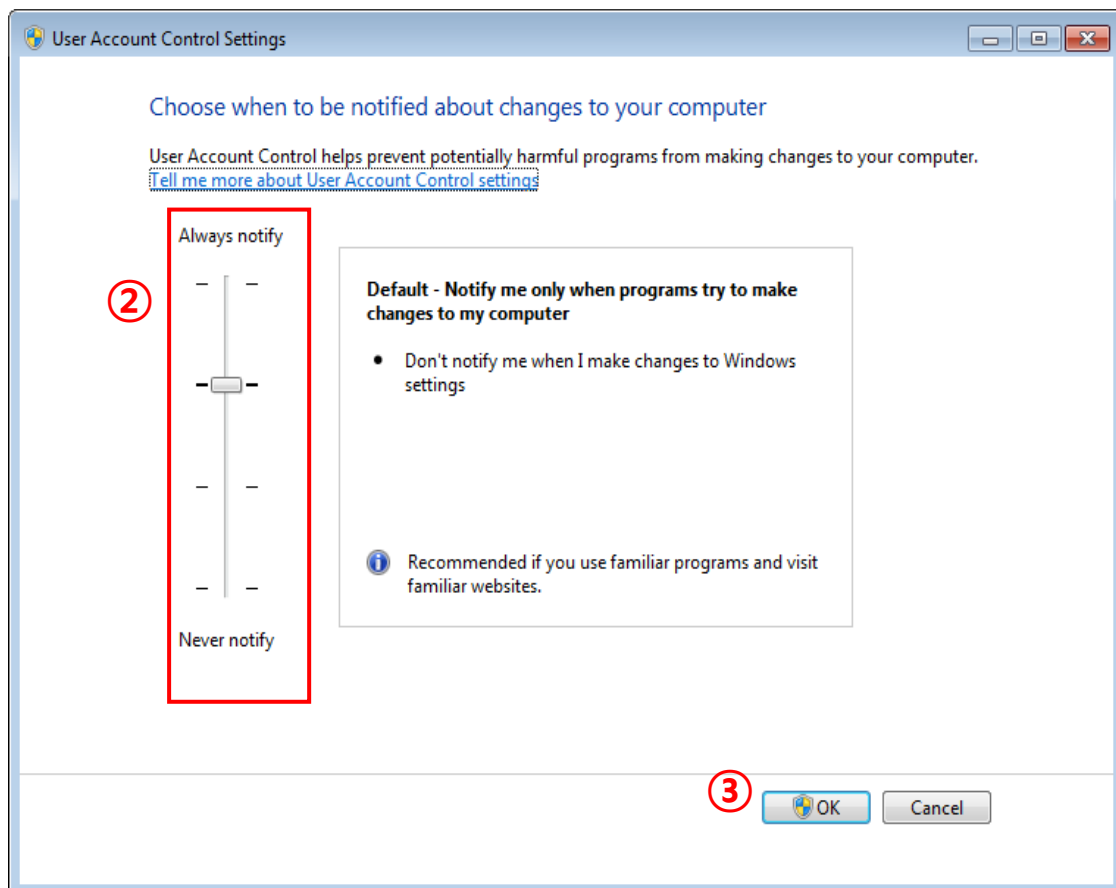 User Account Control Settings
Choose when to be notified about changes to your computer
User Account Control helps prevent potentially harmful programs from making changes to your computer.
Tell me more about User Account Control settings
Always notify
②
Default - Notify me only when programs try to make
changes to my computer
• Don't notify me when I make changes to Windows
settings
Recommended if you use familiar programs and visit
familiar websites.
Never notify
③
OK
Cancel